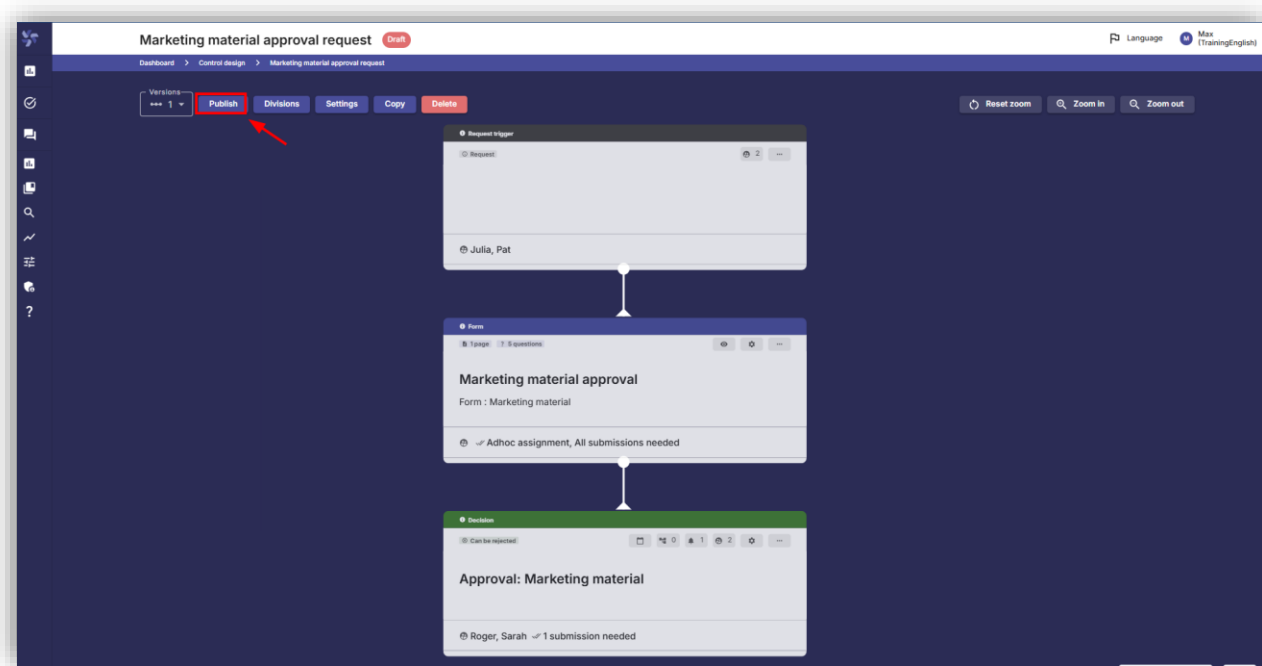 Marketing material approval request Draft
Language
M Max
(TrainingEnglish)
Dashboard > Control design > Marketing material approval request
Versions
1
Publish Divisions Settings Copy Delete
Reset zoom Zoom in Zoom out
Request trigger
Request 2 ...
Julia, Pat
Form
1 page ? 5 questions ...
Marketing material approval
Form : Marketing material
Adhoc assignment, All submissions needed
Decision
Can be rejected 0 1 2 ...
Approval: Marketing material
Roger, Sarah 1 submission needed
?